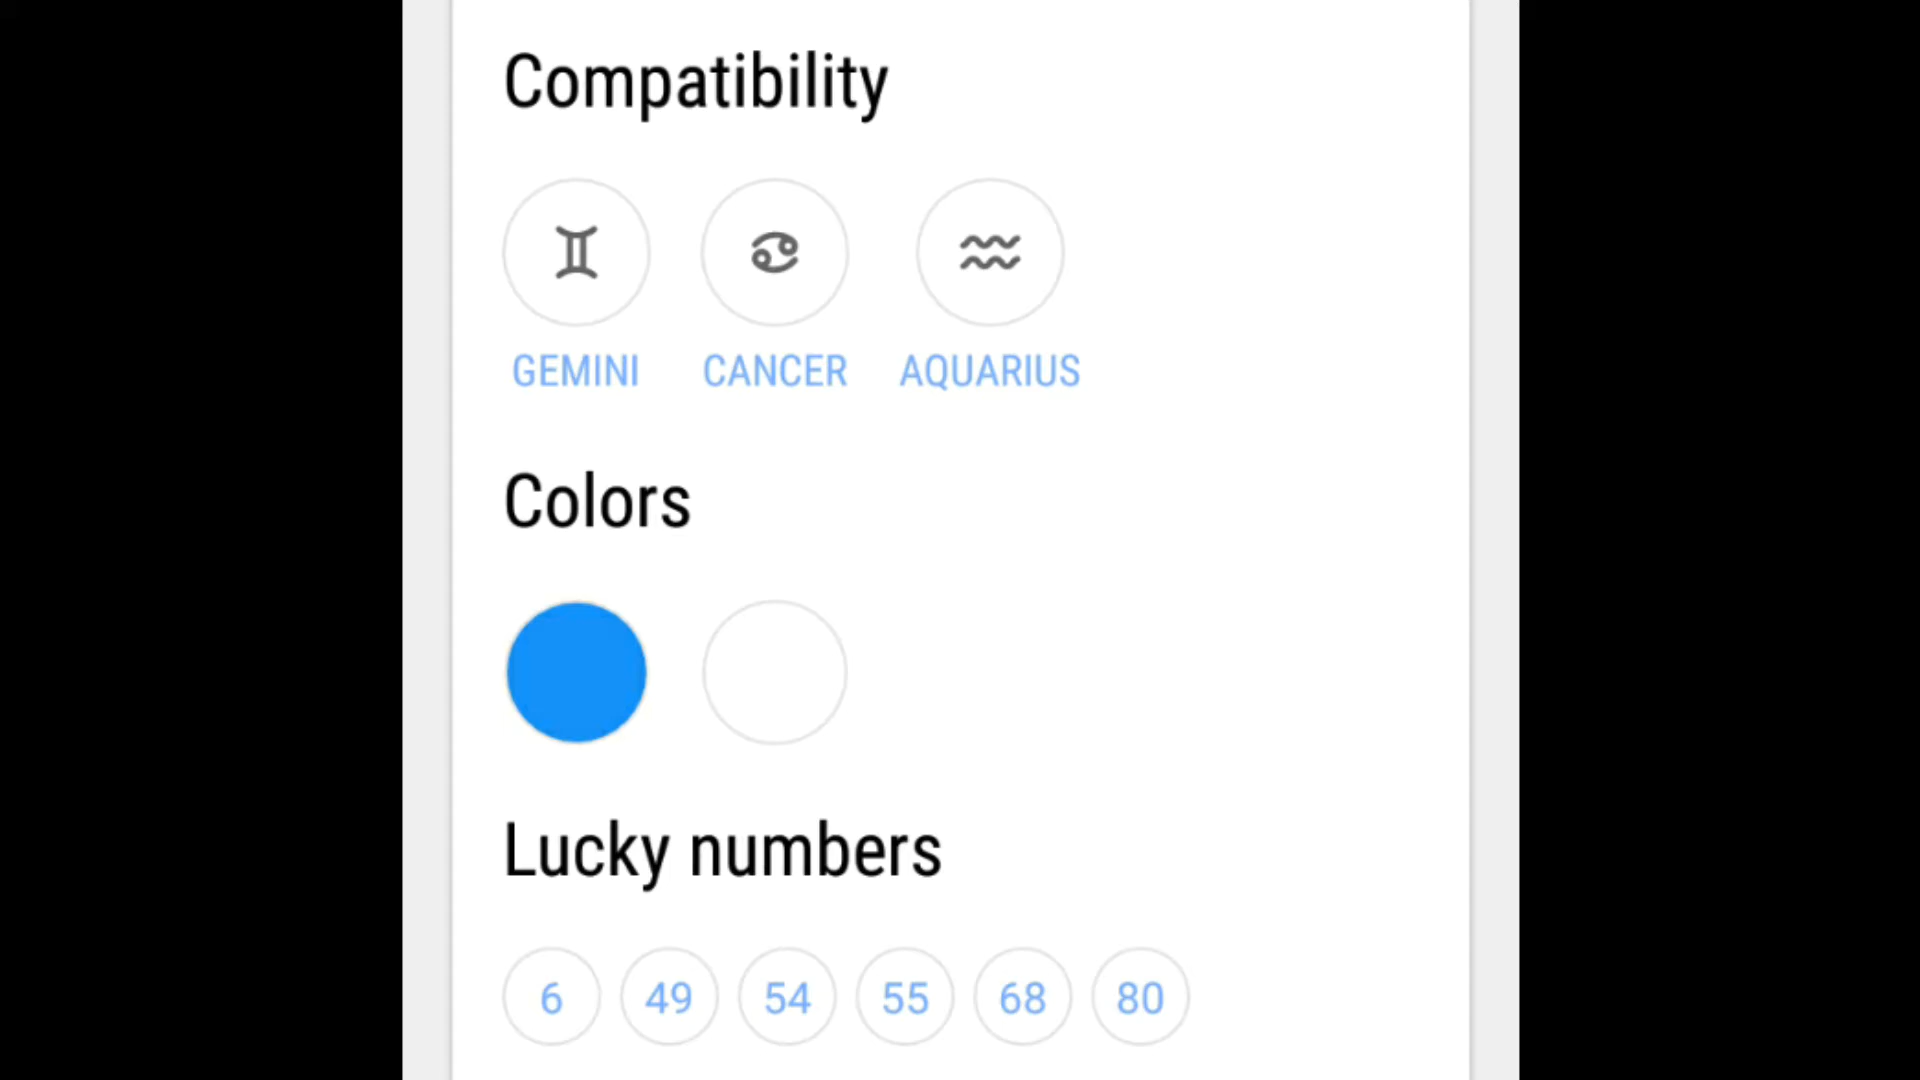 Compatibility
GEMINI CANCER AQUARIUS
Colors
Lucky numbers
6 49 54 55 68 80